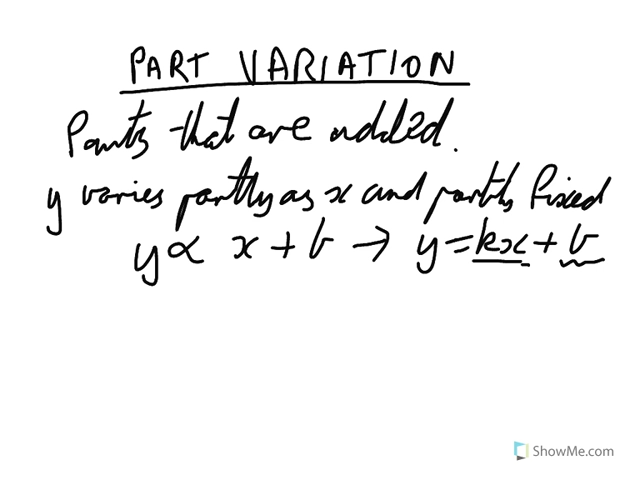 PART VARIATION
Parts that are added.
y varies partly as x and partly fixed
y ∝ x + b → y = kx + b
ShowMe.com